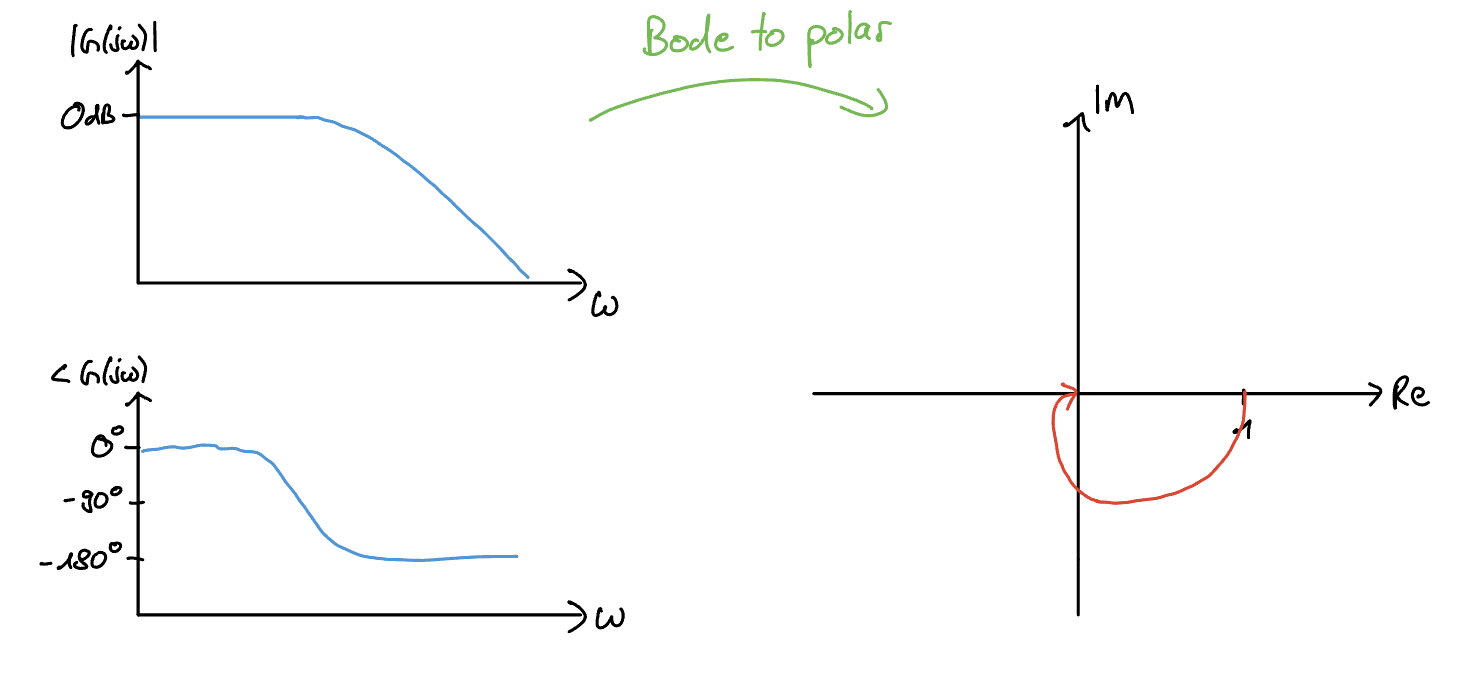 |G(jω)|
0dB
ω
< G(jω)
0°
-90°
-180°
ω
Bode to polar
Im
Re
1